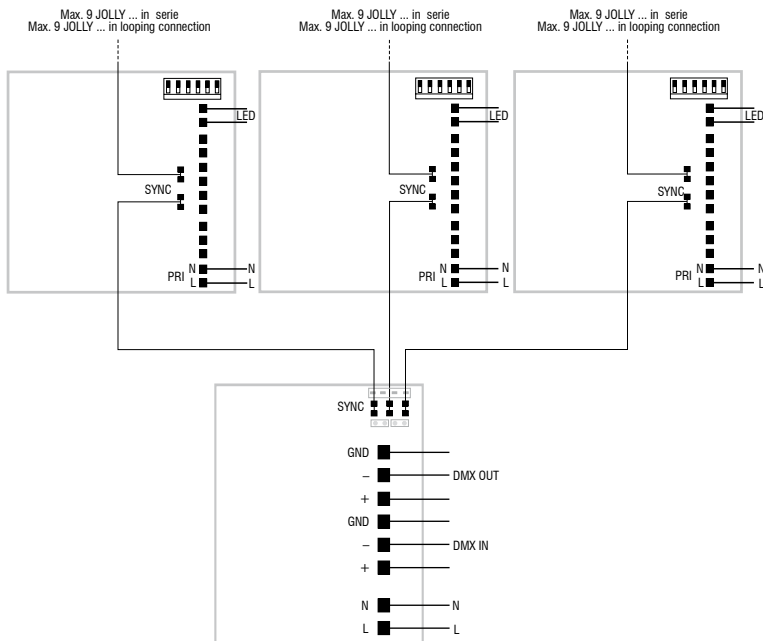 Max. 9 JOLLY ... in serie
Max. 9 JOLLY ... in looping connection
Max. 9 JOLLY ... in serie
Max. 9 JOLLY ... in looping connection
Max. 9 JOLLY ... in serie
Max. 9 JOLLY ... in looping connection
LED
SYNC
PRI
N
N
L
L
LED
SYNC
PRI
N
N
L
L
LED
SYNC
PRI
N
N
L
L
SYNC
GND
– DMX OUT
+
GND
– DMX IN
+
N N
L L